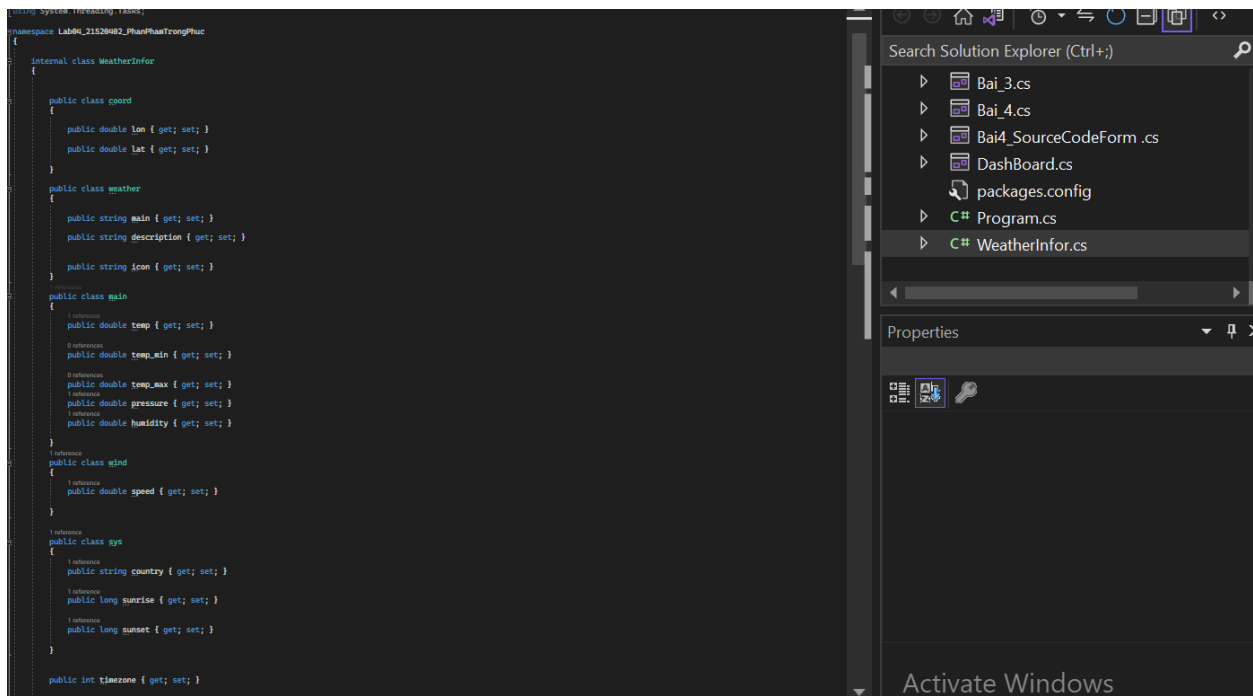 using System.Threading.Tasks;
namespace Lab04_21520402_PhanPhamTrongPhuc
{
internal class WeatherInfor
{
public class coord
{
public double lon { get; set; }
public double lat { get; set; }
}
public class weather
{
public string main { get; set; }
public string description { get; set; }
public string icon { get; set; }
}
1 reference
public class main
{
1 reference
public double temp { get; set; }
0 references
public double temp_min { get; set; }
0 references
public double temp_max { get; set; }
1 reference
public double pressure { get; set; }
1 reference
public double humidity { get; set; }
}
1 reference
public class wind
{
1 reference
public double speed { get; set; }
}
1 reference
public class sys
{
1 reference
public string country { get; set; }
1 reference
public long sunrise { get; set; }
1 reference
public long sunset { get; set; }
}
public int timezone { get; set; }
Search Solution Explorer (Ctrl+;)
Bai_3.cs
Bai_4.cs
Bai4_SourceCodeForm .cs
DashBoard.cs
packages.config
C# Program.cs
C# WeatherInfor.cs
Properties
Activate Windows